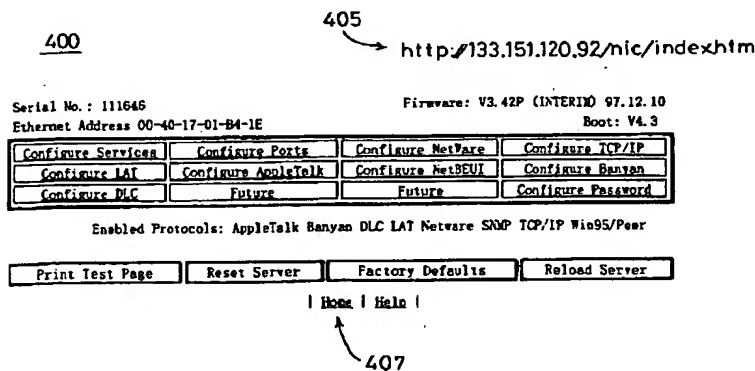 405
400
http://133.151.120.92/nic/index.htm
Serial No.: 111646 Firmware: V3.42P (INTERIX) 97.12.10
Ethernet Address 00-40-17-01-B4-1E Boot: V4.3
Configure Services Configure Ports Configure NetWare Configure TCP/IP
Configure LAT Configure AppleTalk Configure NetBEUI Configure Banyan
Configure DLC Future Future Configure Password
Enabled Protocols: AppleTalk Banyan DLC LAT Netware SNMP TCP/IP Win95/Peer
Print Test Page Reset Server Factory Defaults Reload Server
| Home | Help |
407